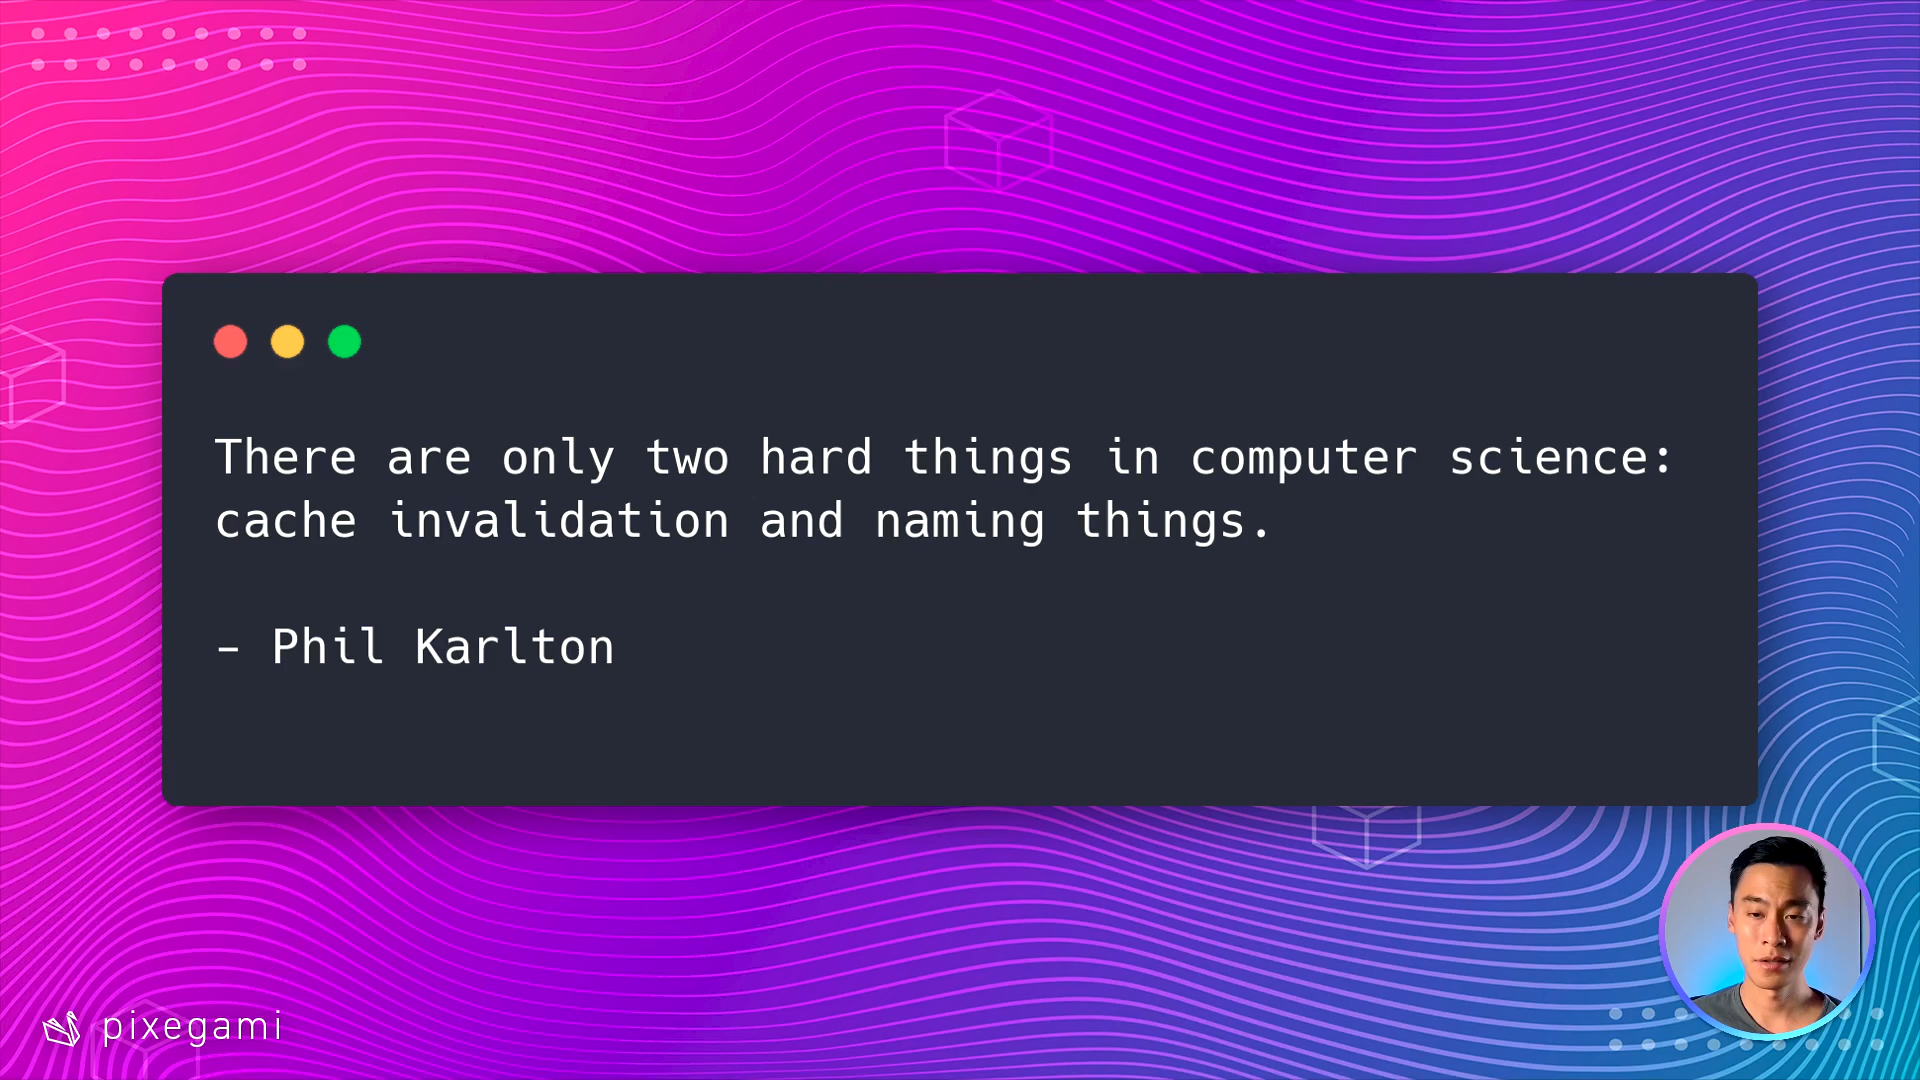 There are only two hard things in computer science:
cache invalidation and naming things.
- Phil Karlton
pixegami